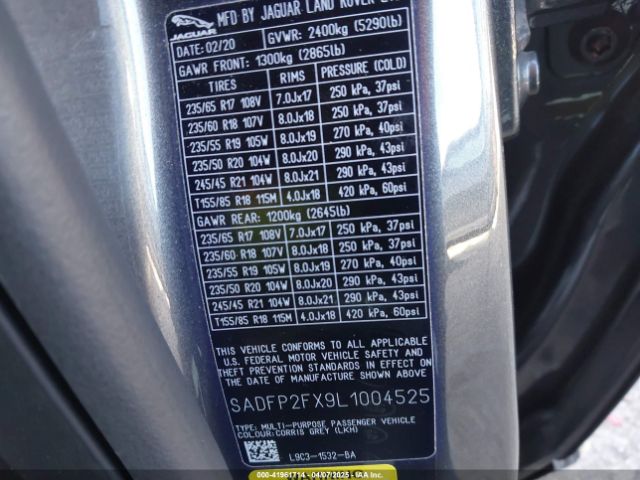 JAGUAR
MFD BY JAGUAR LAND ROVER
DATE: 02/20 GVWR: 2400kg (5290lb)
GAWR FRONT: 1300kg (2865lb)
TIRES RIMS PRESSURE (COLD)
235/65 R17 108V 7.0Jx17 250 kPa, 37psi
235/60 R18 107V 8.0Jx18 250 kPa, 37psi
235/55 R19 105W 8.0Jx19 270 kPa, 40psi
235/50 R20 104W 8.0Jx20 290 kPa, 43psi
245/45 R21 104W 8.0Jx21 290 kPa, 43psi
T155/85 R18 115M 4.0Jx18 420 kPa, 60psi
GAWR REAR: 1200kg (2645lb)
235/65 R17 108V 7.0Jx17 250 kPa, 37psi
235/60 R18 107V 8.0Jx18 250 kPa, 37psi
235/55 R19 105W 8.0Jx19 270 kPa, 40psi
235/50 R20 104W 8.0Jx20 290 kPa, 43psi
245/45 R21 104W 8.0Jx21 290 kPa, 43psi
T155/85 R18 115M 4.0Jx18 420 kPa, 60psi
THIS VEHICLE CONFORMS TO ALL APPLICABLE
U.S. FEDERAL MOTOR VEHICLE SAFETY AND
THEFT PREVENTION STANDARDS IN EFFECT ON
THE DATE OF MANUFACTURE SHOWN ABOVE.
SADFP2FX9L1004525
TYPE: MULTI-PURPOSE PASSENGER VEHICLE
COLOUR: CORRIS GREY (LKH)
L9C3-1532-BA
000-41961714 - 04/07/2025 - IAAI